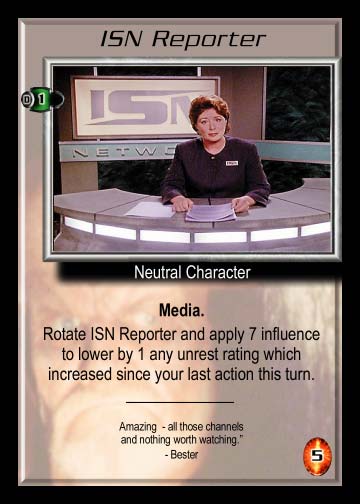 ISN Reporter
D 1
ISN
NETWO
Neutral Character
Media.
Rotate ISN Reporter and apply 7 influence
to lower by 1 any unrest rating which
increased since your last action this turn.
Amazing - all those channels
and nothing worth watching.”
- Bester
5